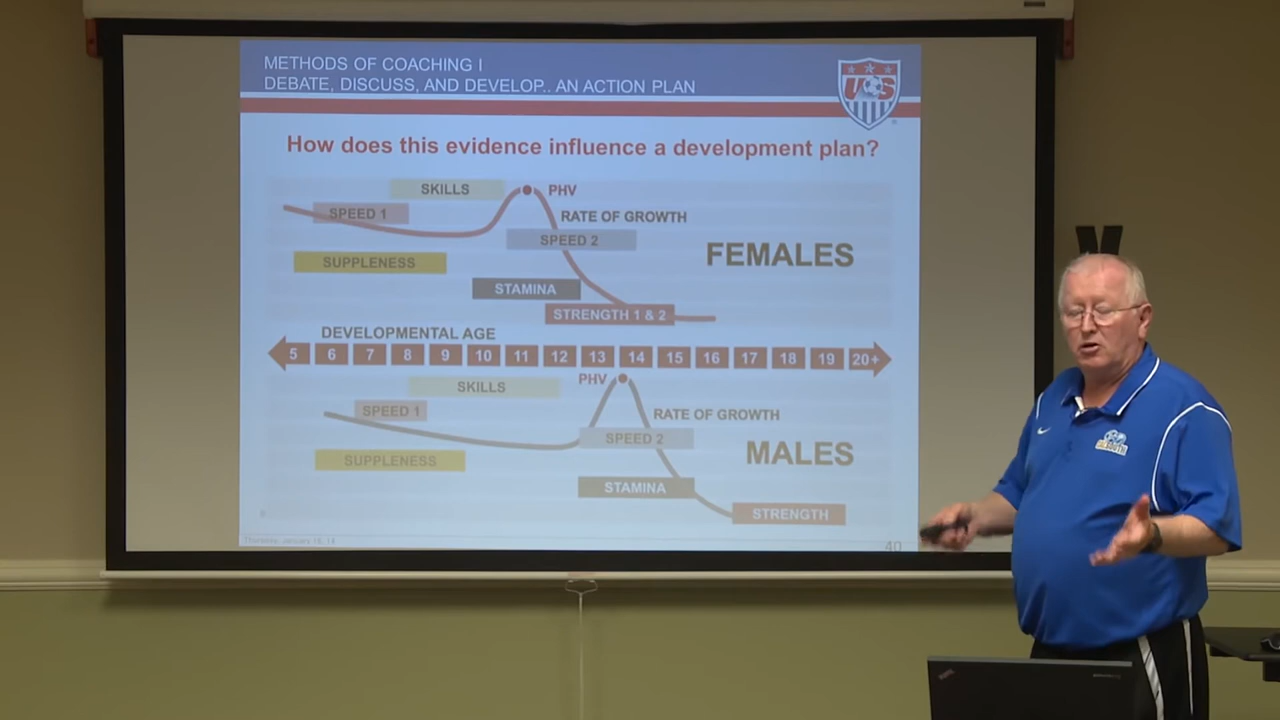 METHODS OF COACHING I
DEBATE, DISCUSS, AND DEVELOP.. AN ACTION PLAN
US
How does this evidence influence a development plan?
SKILLS
PHV
SPEED 1
RATE OF GROWTH
SPEED 2
FEMALES
SUPPLENESS
STAMINA
STRENGTH 1 & 2
DEVELOPMENTAL AGE
5 6 7 8 9 10 11 12 13 14 15 16 17 18 19 20+
SKILLS
PHV
SPEED 1
RATE OF GROWTH
SPEED 2
MALES
SUPPLENESS
STAMINA
STRENGTH
40